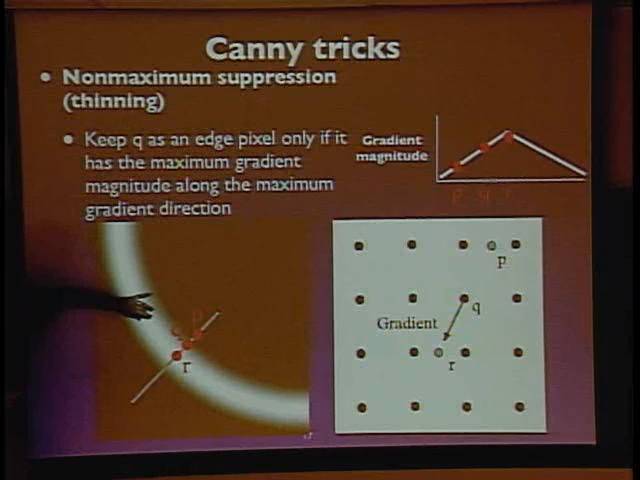 Canny tricks
Nonmaximum suppression
(thinning)
Keep q as an edge pixel only if it
has the maximum gradient
magnitude along the maximum
gradient direction
Gradient
magnitude
P q r
P
q
r
P
q
Gradient
r